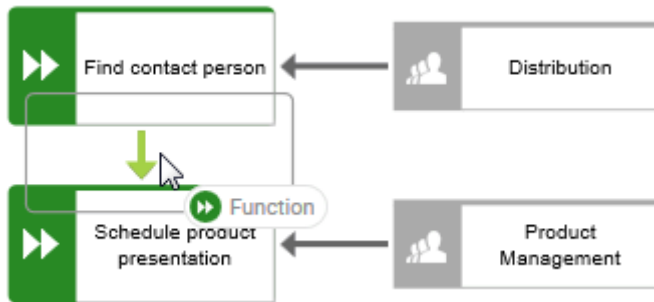 Find contact person
Distribution
Function
Schedule product
presentation
Product
Management